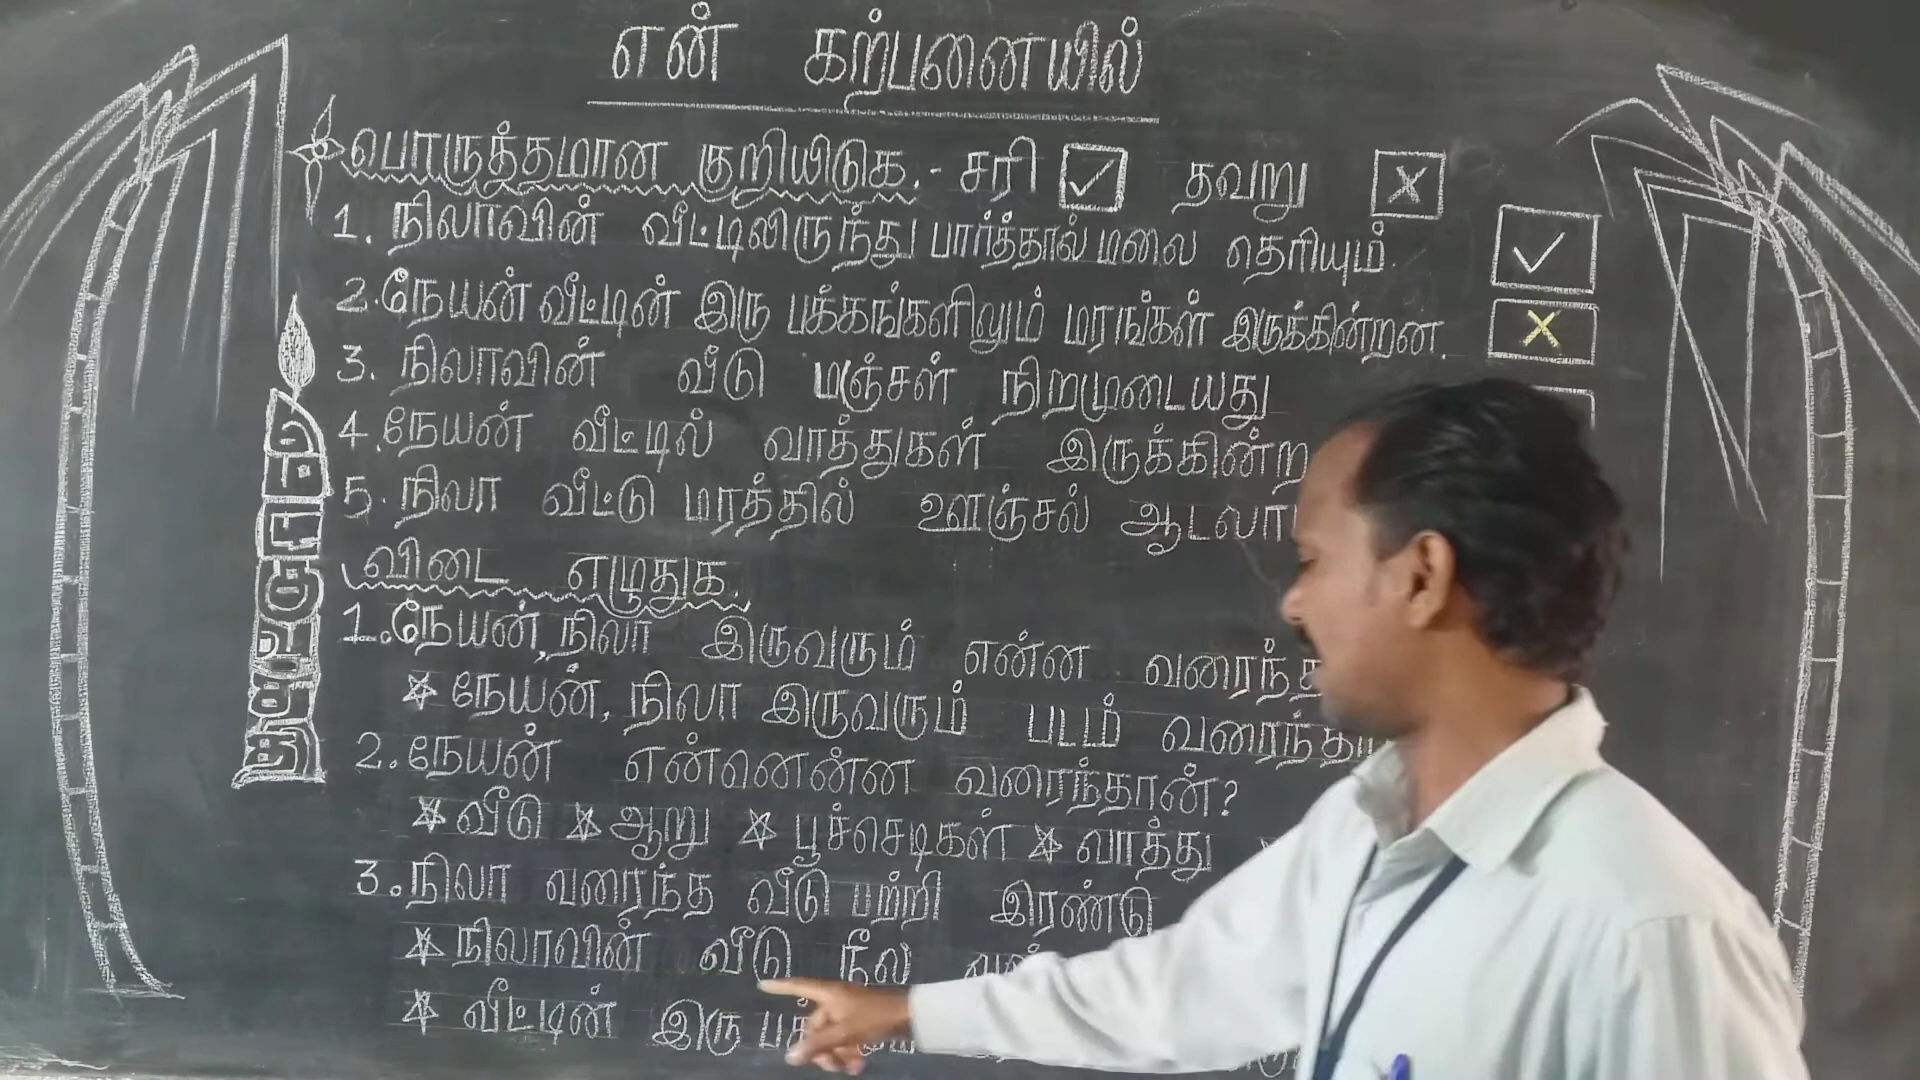 என் கற்பனையில்
பொருத்தமான குறியிடுக.- சரி ✓ தவறு x
1. நிலாவின் வீட்டிலிருந்து பார்த்தால் மலை தெரியும். ✓
2. நேயன் வீட்டின் இரு பக்கங்களிலும் மரங்கள் இருக்கின்றன. x
3. நிலாவின் வீடு மஞ்சள் நிறமுடையது
4. நேயன் வீட்டில் வாத்துகள் இருக்கின்ற
5. நிலா வீட்டு மரத்தில் ஊஞ்சல் ஆடலா
விடை எழுதுக.
1. நேயன், நிலா இருவரும் என்ன வரைந்த
நேயன், நிலா இருவரும் படம் வரைந்தா
2. நேயன் என்னென்ன வரைந்தான்?
வீடு ஆறு பூச்செடிகள் வாத்து
3. நிலா வரைந்த வீடு பற்றி இரண்டு
நிலாவின் வீடு நீல
வீட்டின் இரு